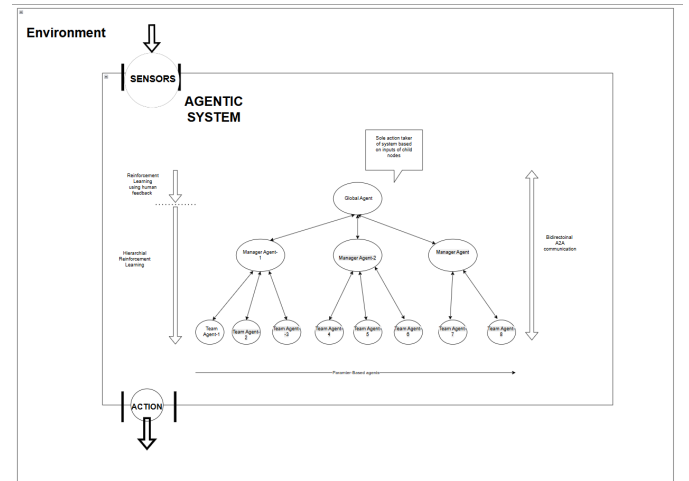 Environment
SENSORS
AGENTIC
SYSTEM
Sole action taker
of system based
on inputs of child
nodes
Reinforcement
Learning
using human
feedback
Global Agent
Hierarchial
Reinforcement
Learning
Bidirectoinal
A2A
communication
Manager Agent-
1
Manager Agent-2
Manager Agent
Team
Agent-1
Team Agent-
2
Team Agent
-3
Team Agent-
4
Team Agent-
5
Team Agent-
6
Team Agent-
7
Team Agent-
8
Based agents
ACTION